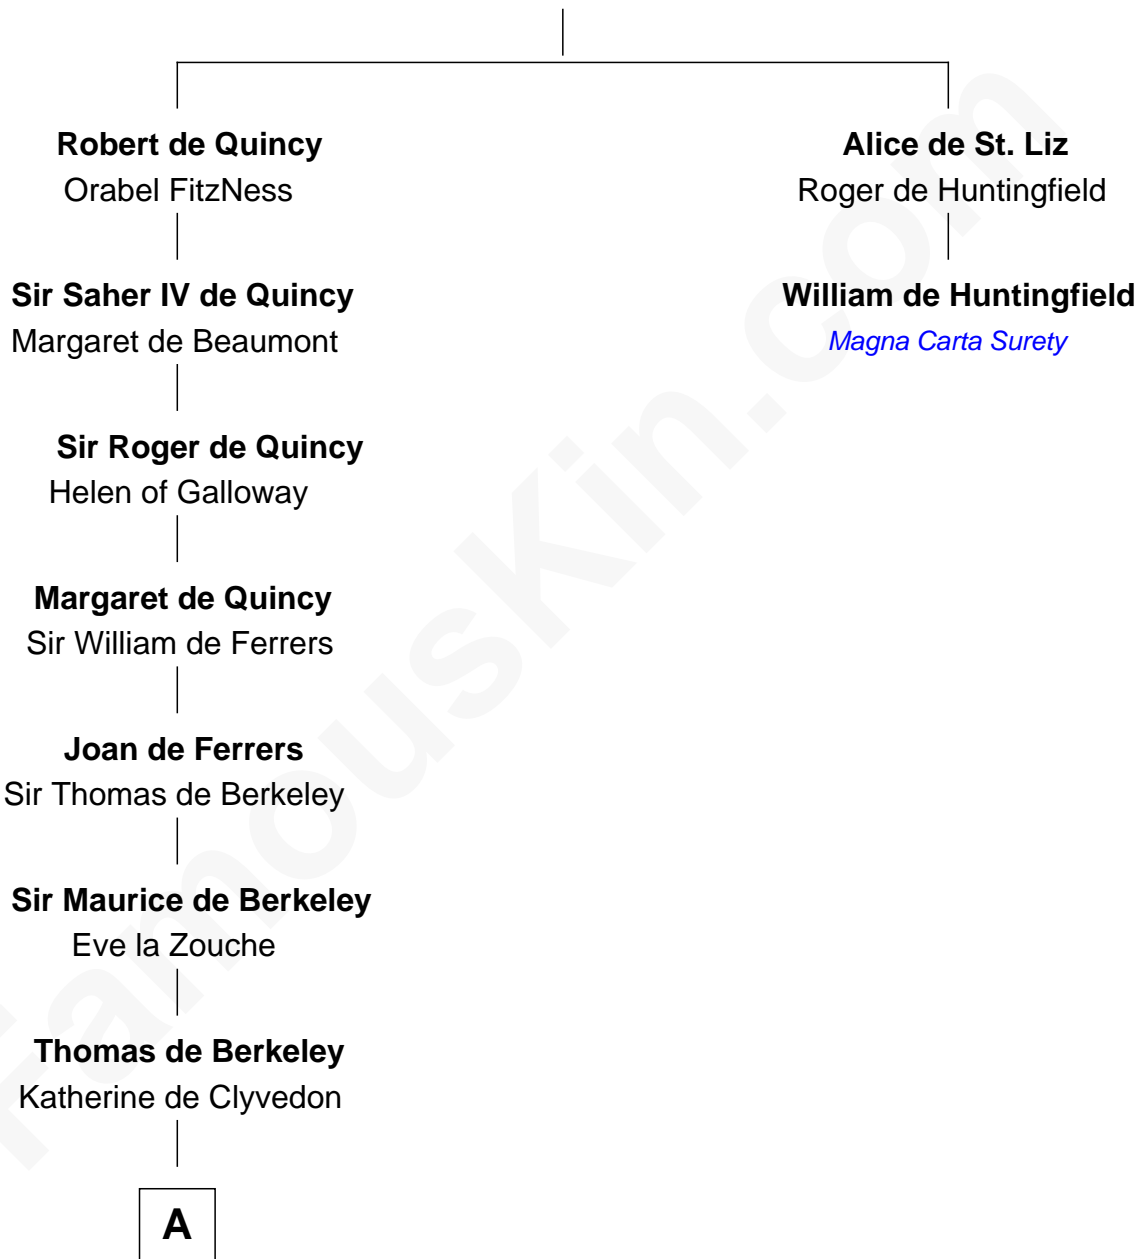 Robert de Quincy
Orabel FitzNess
Alice de St. Liz
Roger de Huntingfield
Sir Saher IV de Quincy
Margaret de Beaumont
William de Huntingfield
Magna Carta Surety
Sir Roger de Quincy
Helen of Galloway
Margaret de Quincy
Sir William de Ferrers
Joan de Ferrers
Sir Thomas de Berkeley
Sir Maurice de Berkeley
Eve la Zouche
Thomas de Berkeley
Katherine de Clyvedon
A
FamousKin.com